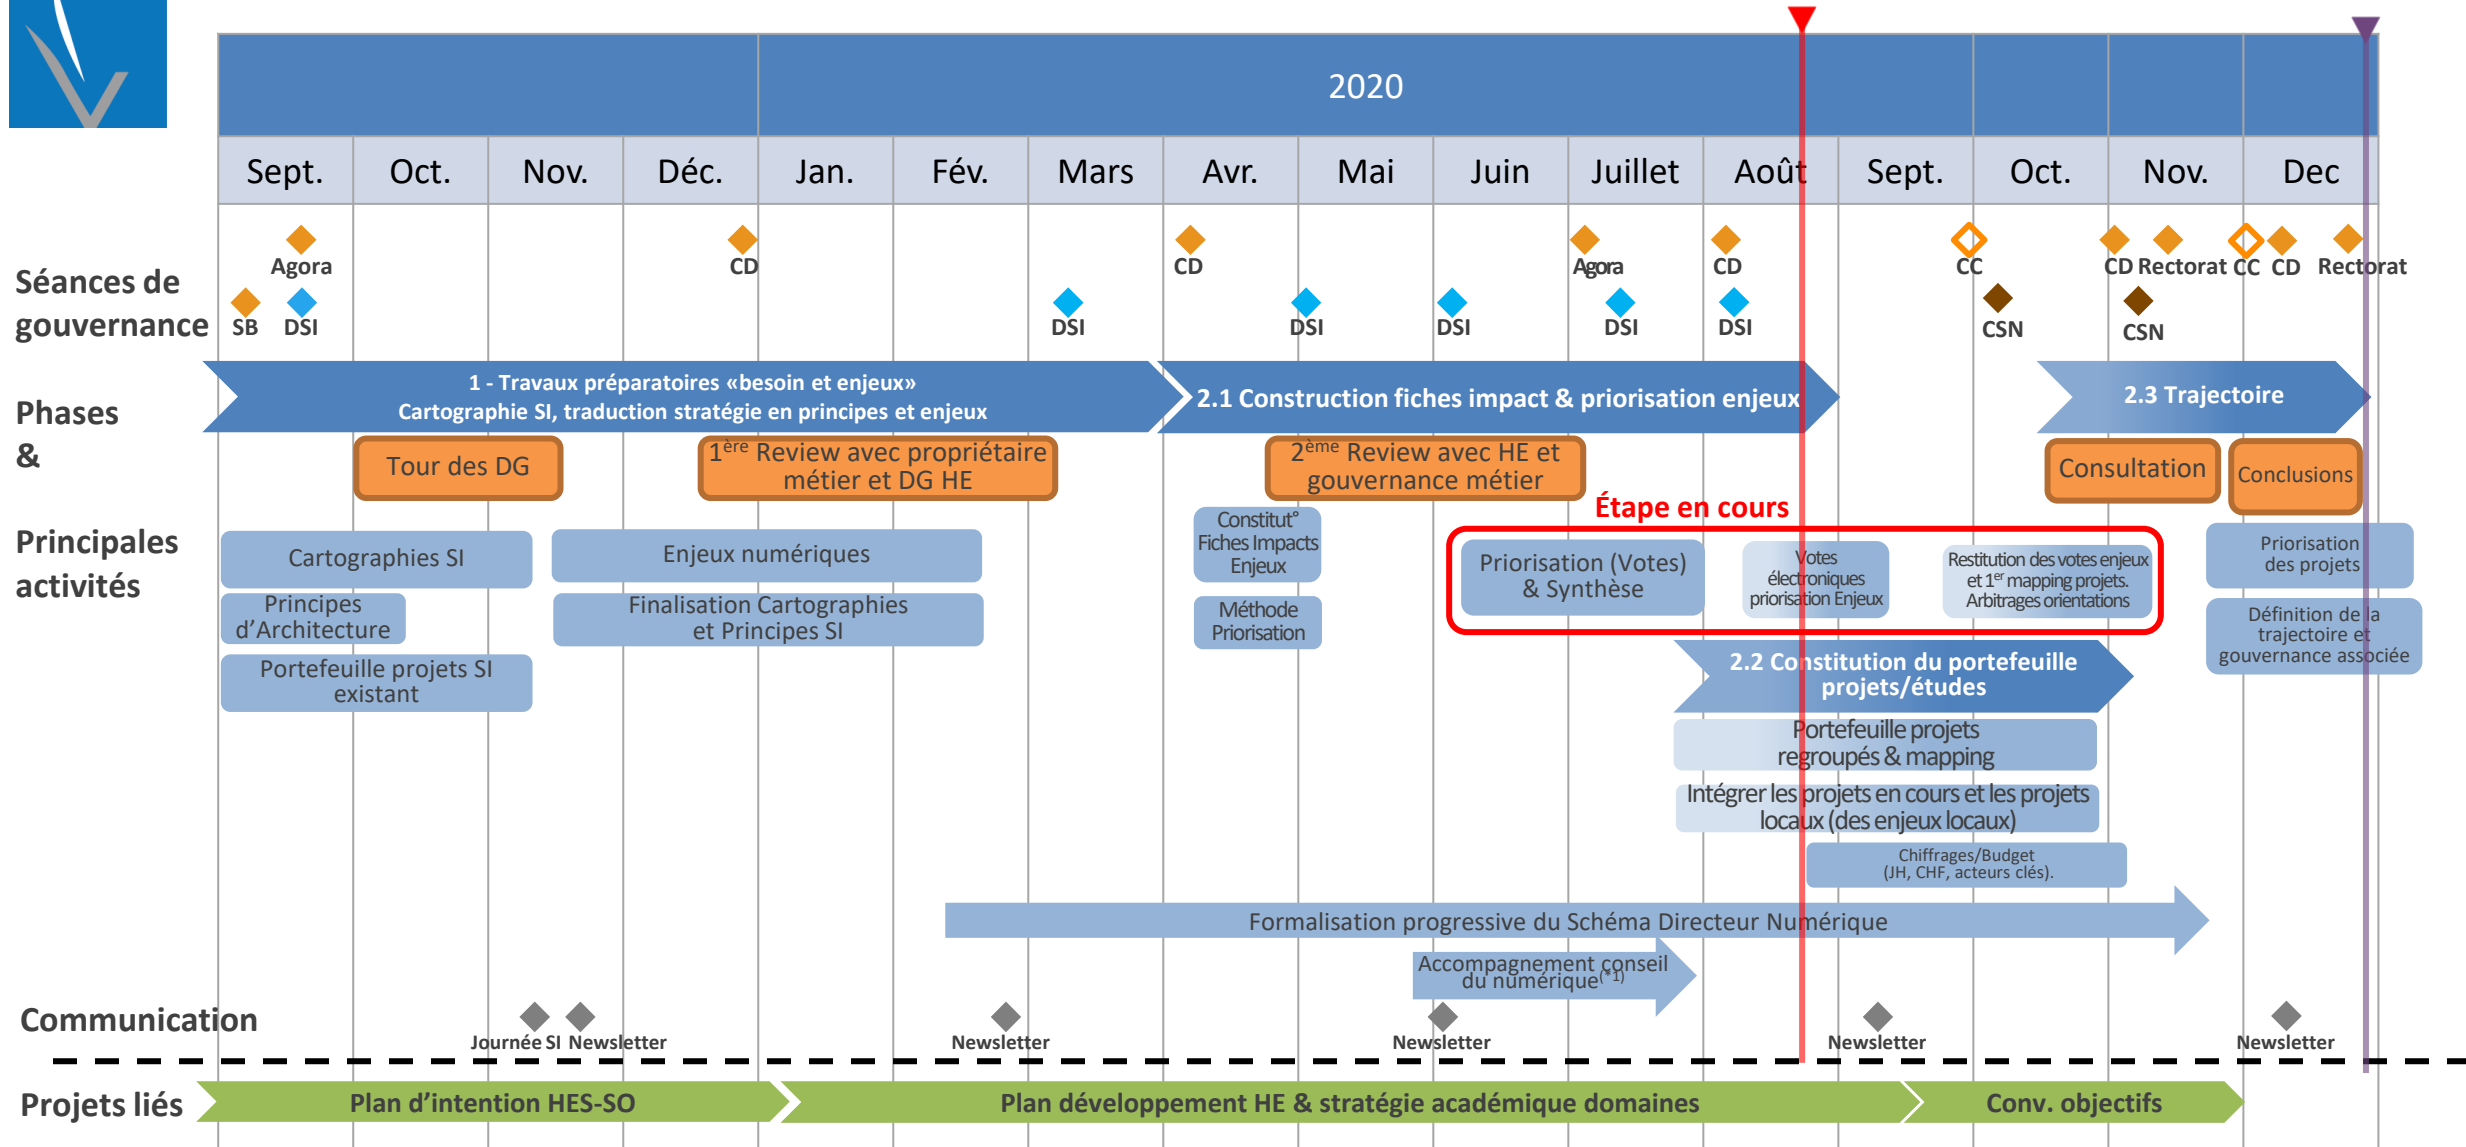 2020
Sept. Oct. Nov. Déc. Jan. Fév. Mars Avr. Mai Juin Juillet Août Sept. Oct. Nov. Dec
Séances de
gouvernance
Agora CD CD Agora CD CC CD Rectorat CC CD Rectorat
SB DSI DSI DSI DSI DSI DSI CSN CSN
Phases
&
Principales
activités
1 - Travaux préparatoires «besoin et enjeux»
Cartographie SI, traduction stratégie en principes et enjeux
2.1 Construction fiches impact & priorisation enjeux
2.3 Trajectoire
Tour des DG
1ère Review avec propriétaire
métier et DG HE
2ème Review avec HE et
gouvernance métier
Consultation
Conclusions
Étape en cours
Cartographies SI
Enjeux numériques
Constitut°
Fiches Impacts
Enjeux
Priorisation (Votes)
& Synthèse
Votes
électroniques
priorisation Enjeux
Restitution des votes enjeux
et 1er mapping projets.
Arbitrages orientations
Priorisation
des projets
Principes
d’Architecture
Finalisation Cartographies
et Principes SI
Méthode
Priorisation
Définition de la
trajectoire et
gouvernance associée
Portefeuille projets SI
existant
2.2 Constitution du portefeuille
projets/études
Portefeuille projets
regroupés & mapping
Intégrer les projets en cours et les projets
locaux (des enjeux locaux)
Chiffrages/Budget
(JH, CHF, acteurs clés).
Formalisation progressive du Schéma Directeur Numérique
Accompagnement conseil
du numérique(*1)
Communication
Journée SI Newsletter Newsletter Newsletter Newsletter Newsletter
Projets liés
Plan d’intention HES-SO
Plan développement HE & stratégie académique domaines
Conv. objectifs